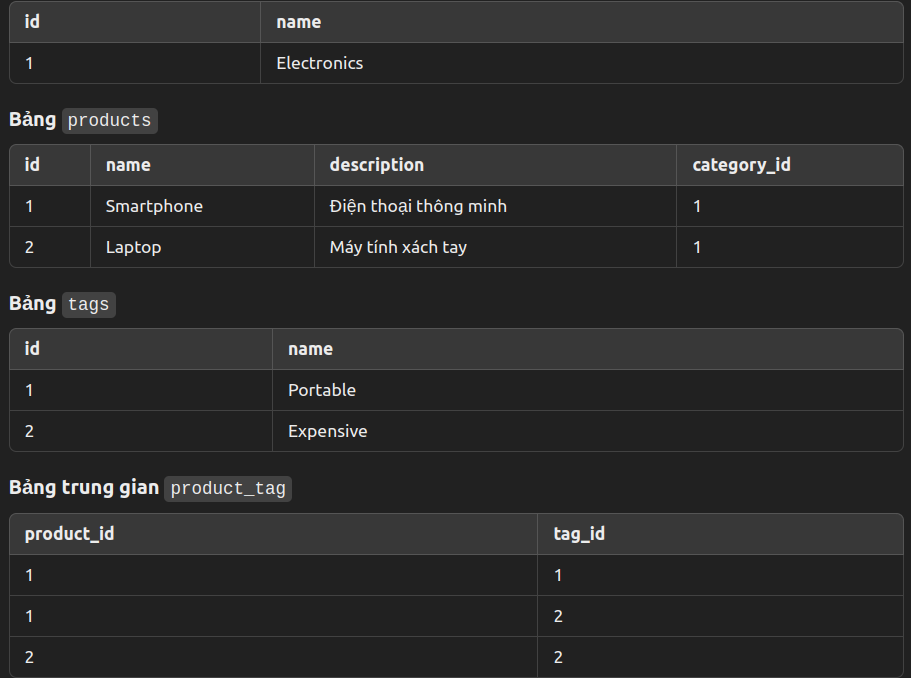 id name
1 Electronics
Bảng products
id name description category_id
1 Smartphone Điện thoại thông minh 1
2 Laptop Máy tính xách tay 1
Bảng tags
id name
1 Portable
2 Expensive
Bảng trung gian product_tag
product_id tag_id
1 1
1 2
2 2